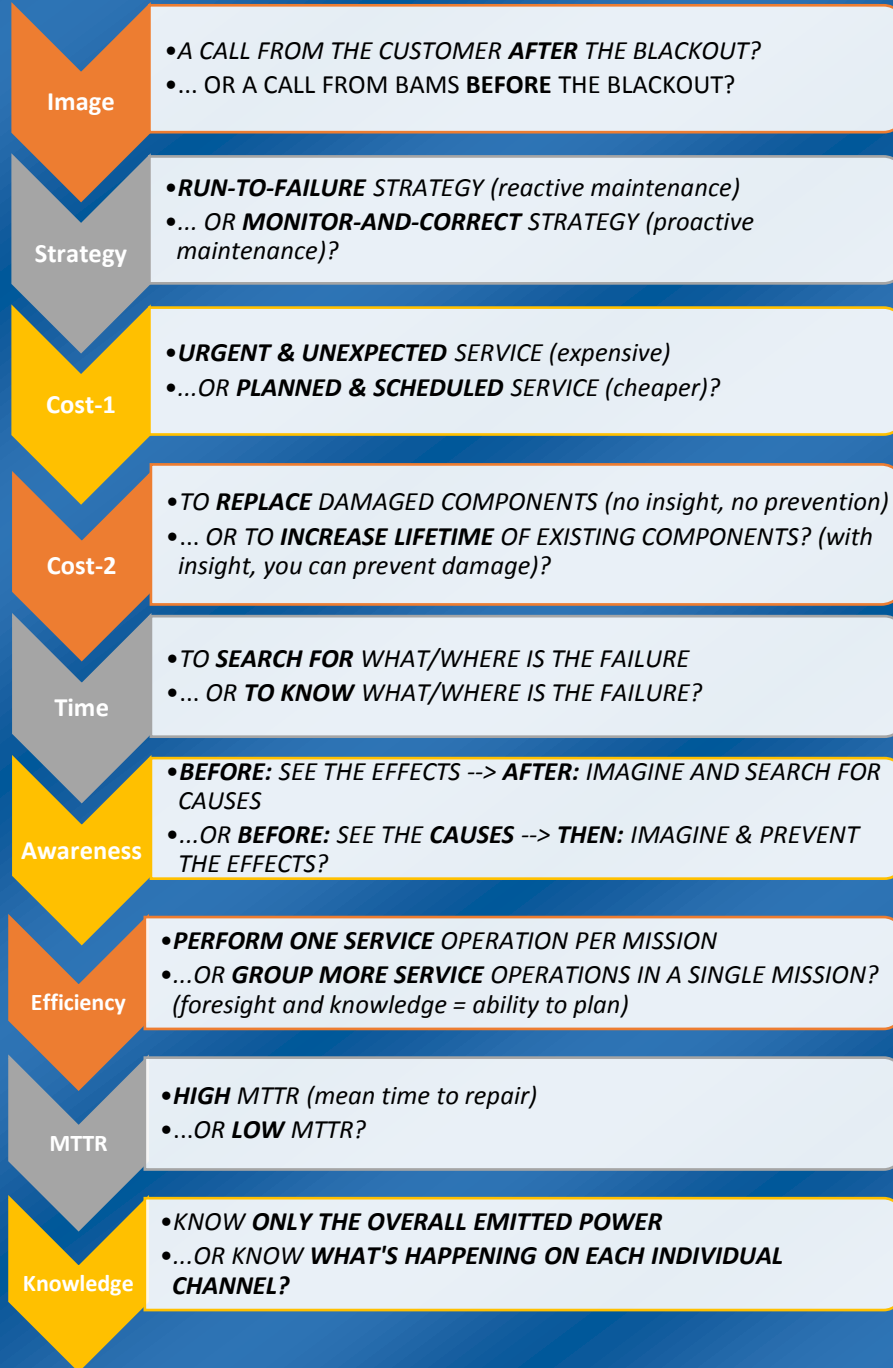 Image
•A CALL FROM THE CUSTOMER AFTER THE BLACKOUT?
•... OR A CALL FROM BAMS BEFORE THE BLACKOUT?
Strategy
•RUN-TO-FAILURE STRATEGY (reactive maintenance)
•... OR MONITOR-AND-CORRECT STRATEGY (proactive
maintenance)?
Cost-1
•URGENT & UNEXPECTED SERVICE (expensive)
•...OR PLANNED & SCHEDULED SERVICE (cheaper)?
Cost-2
•TO REPLACE DAMAGED COMPONENTS (no insight, no prevention)
•... OR TO INCREASE LIFETIME OF EXISTING COMPONENTS? (with
insight, you can prevent damage)?
Time
•TO SEARCH FOR WHAT/WHERE IS THE FAILURE
•... OR TO KNOW WHAT/WHERE IS THE FAILURE?
Awareness
•BEFORE: SEE THE EFFECTS --> AFTER: IMAGINE AND SEARCH FOR
CAUSES
•...OR BEFORE: SEE THE CAUSES --> THEN: IMAGINE & PREVENT
THE EFFECTS?
Efficiency
•PERFORM ONE SERVICE OPERATION PER MISSION
•...OR GROUP MORE SERVICE OPERATIONS IN A SINGLE MISSION?
(foresight and knowledge = ability to plan)
MTTR
•HIGH MTTR (mean time to repair)
•...OR LOW MTTR?
Knowledge
•KNOW ONLY THE OVERALL EMITTED POWER
•...OR KNOW WHAT'S HAPPENING ON EACH INDIVIDUAL
CHANNEL?